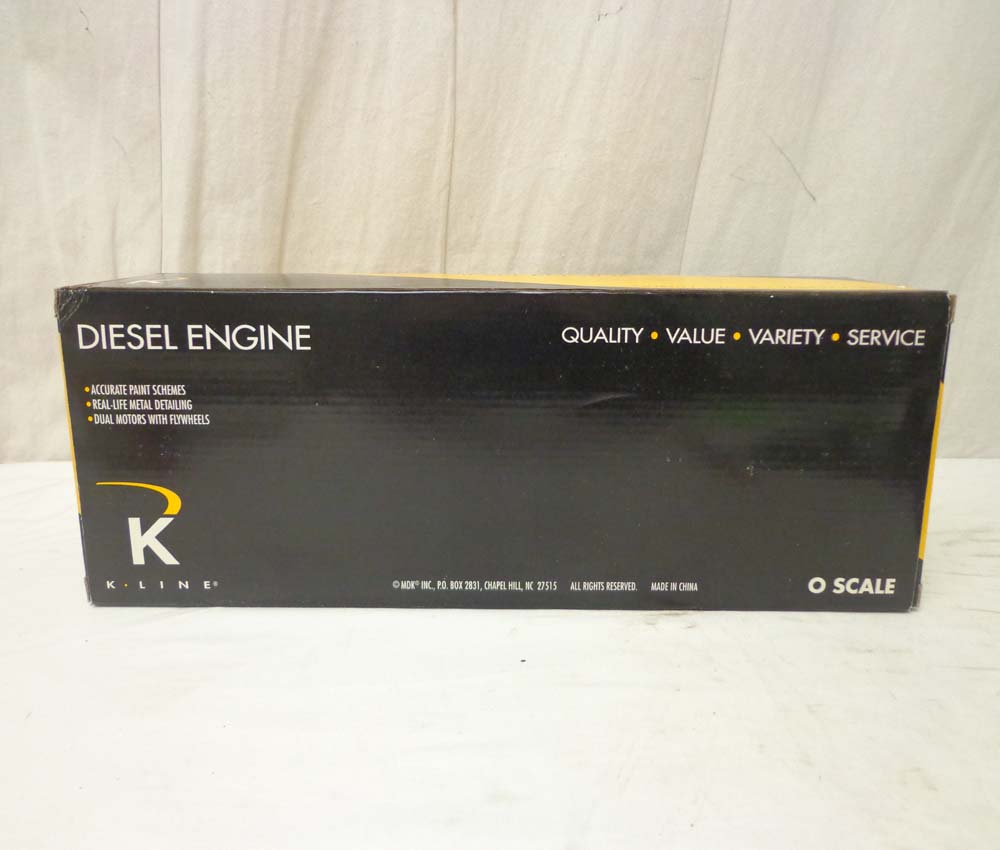 DIESEL ENGINE
QUALITY • VALUE • VARIETY • SERVICE
• ACCURATE PAINT SCHEMES
• REAL-LIFE METAL DETAILING
• DUAL MOTORS WITH FLYWHEELS
K
K • LINE®
© MDK® INC., P.O. BOX 2831, CHAPEL HILL, NC 27515 ALL RIGHTS RESERVED. MADE IN CHINA
O SCALE